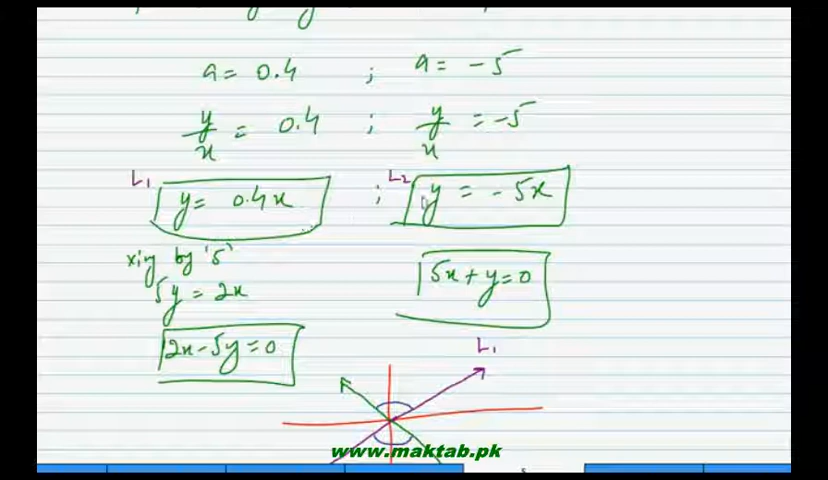 a = 0.4 ; a = -5
y/x = 0.4 ; y/x = -5
L1 y = 0.4x ; L2 y = -5x
xiy by '5'
5y = 2x
5x + y = 0
2x - 5y = 0
L1
www.maktab.pk